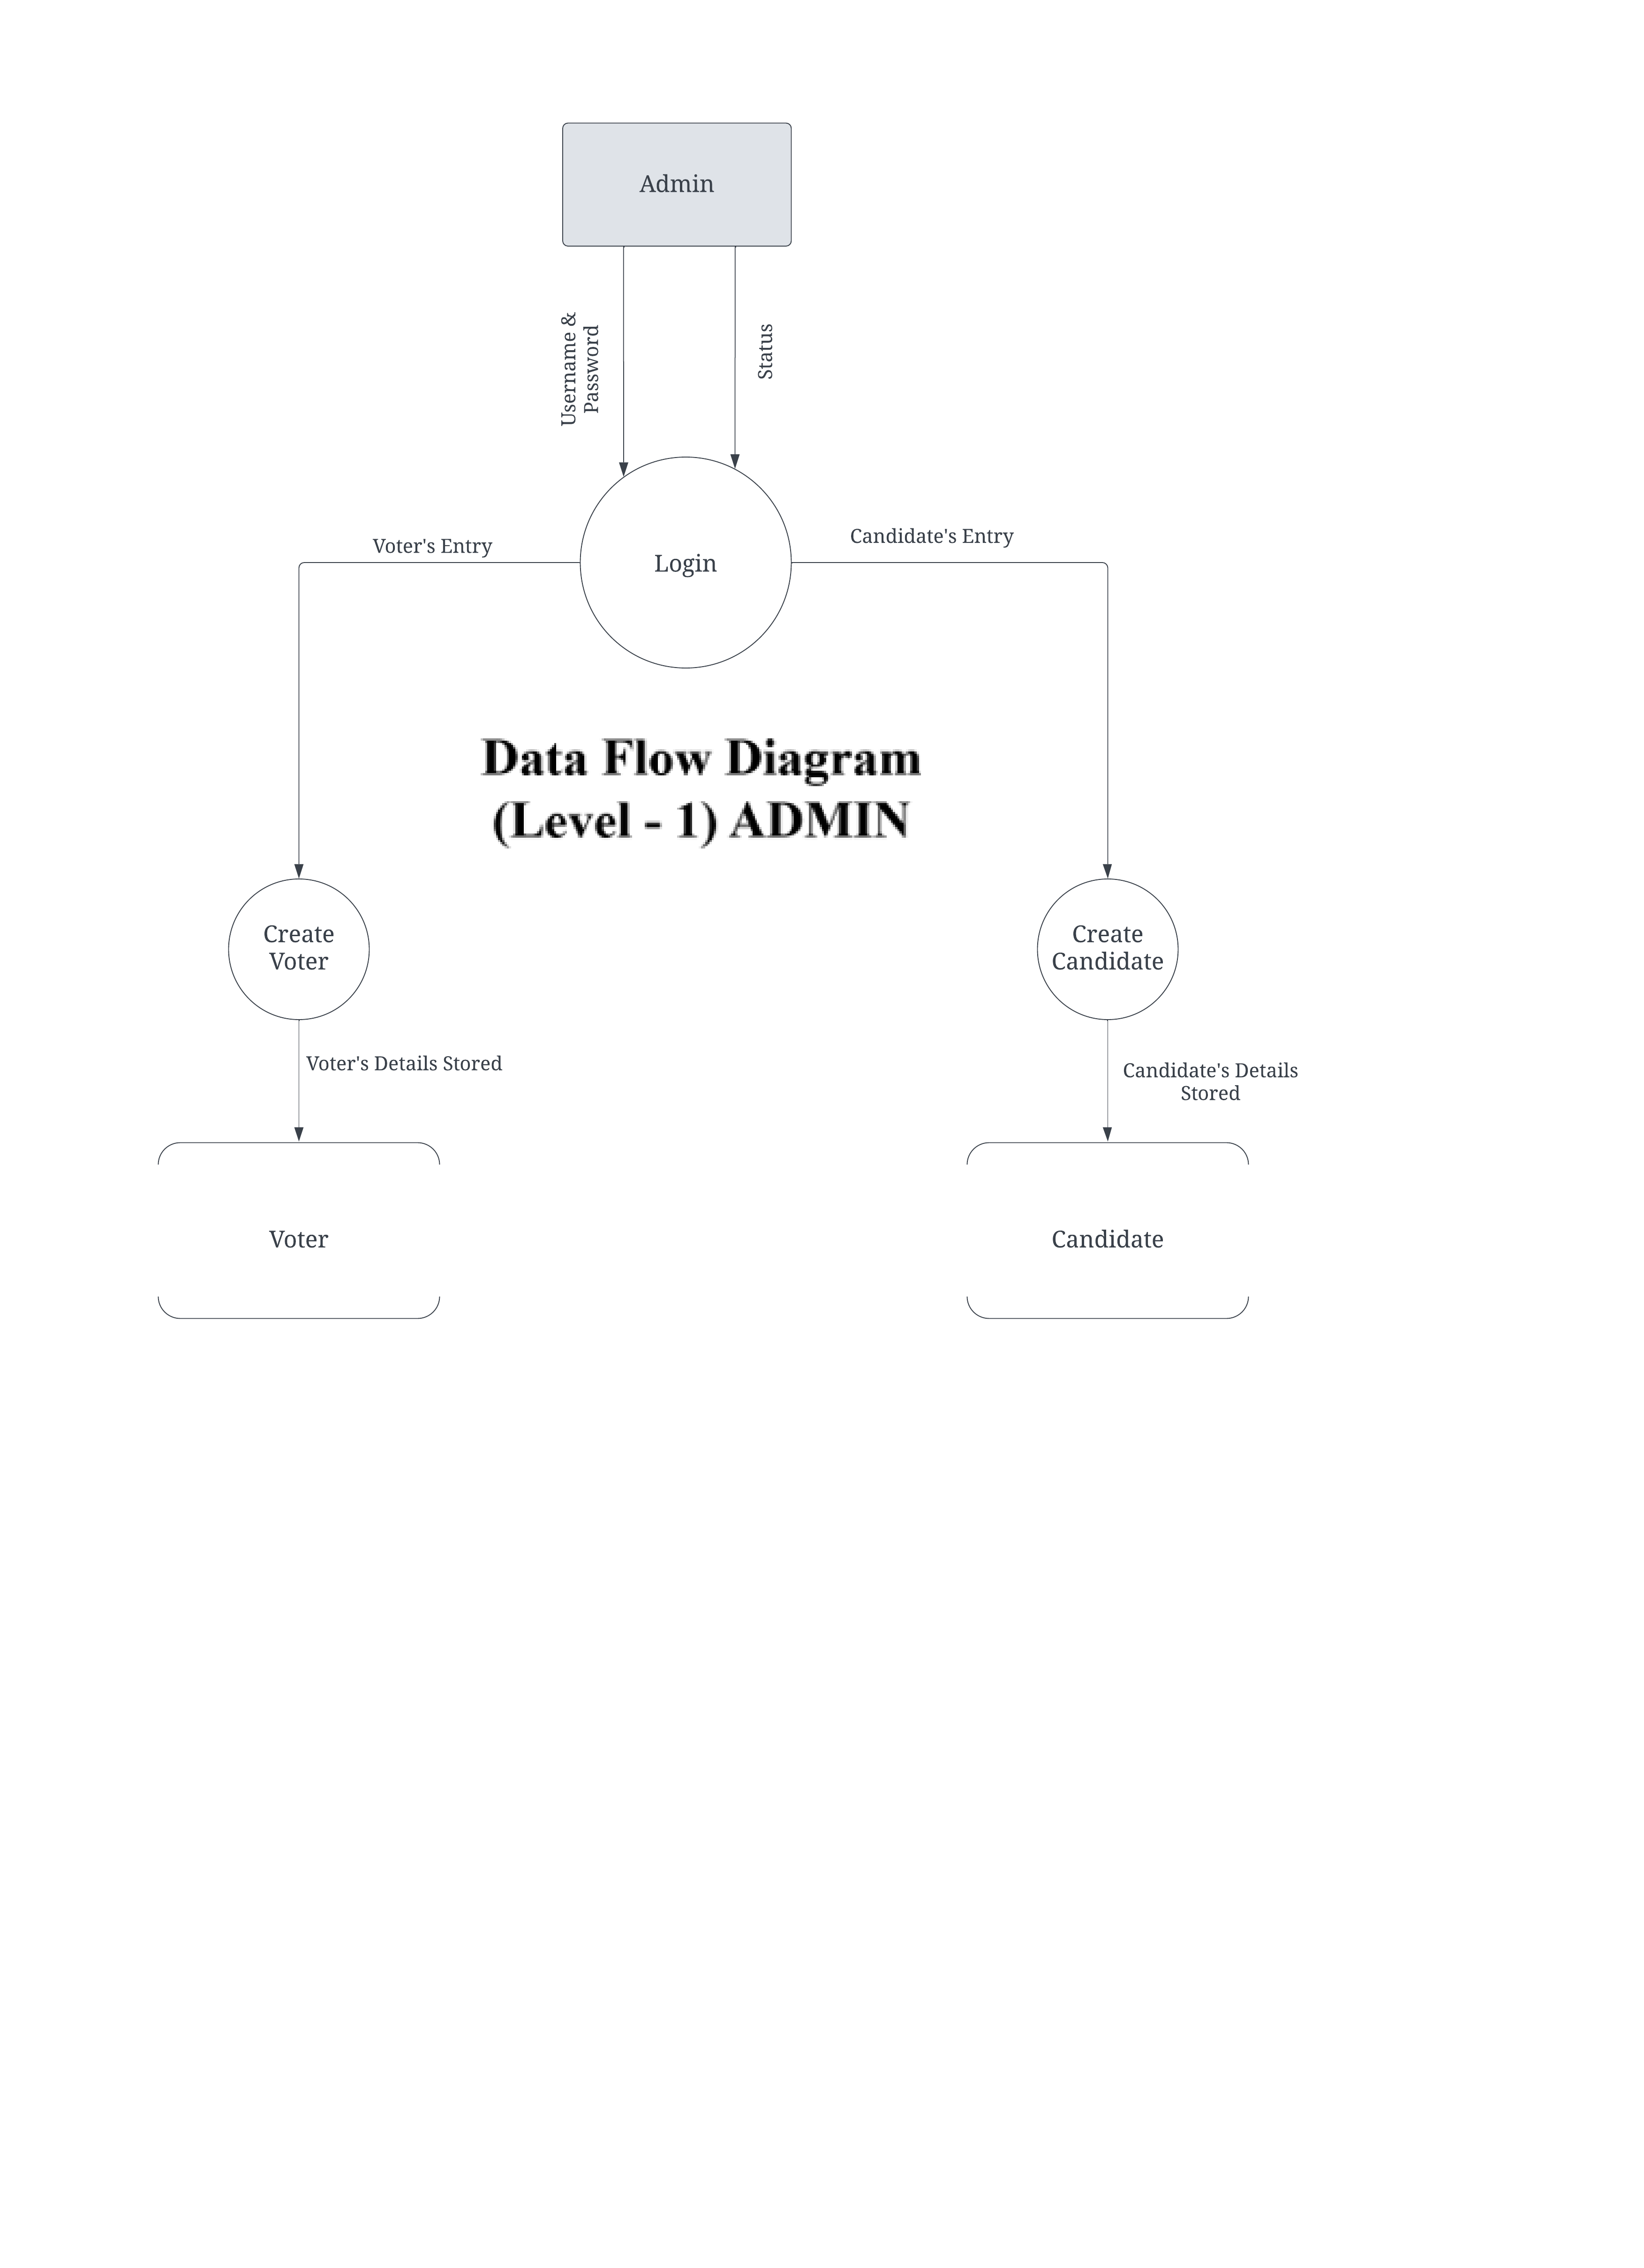 Admin
Username &
Password
Status
Voter's Entry
Candidate's Entry
Login
Data Flow Diagram
(Level - 1) ADMIN
Create
Voter
Create
Candidate
Voter's Details Stored
Candidate's Details
Stored
Voter
Candidate